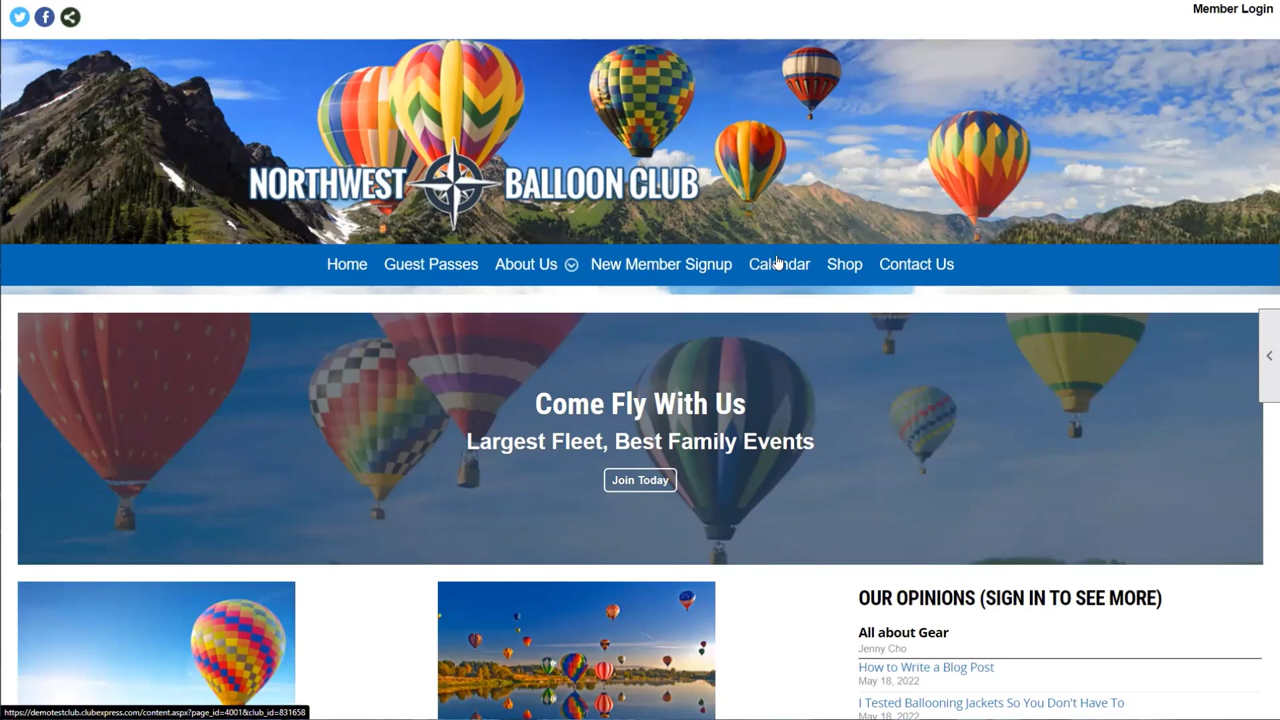 Member Login
NORTHWEST BALLOON CLUB
Home Guest Passes About Us New Member Signup Calendar Shop Contact Us
Come Fly With Us
Largest Fleet, Best Family Events
Join Today
OUR OPINIONS (SIGN IN TO SEE MORE)
All about Gear
Jenny Cho
How to Write a Blog Post
May 18, 2022
I Tested Ballooning Jackets So You Don't Have To
May 18, 2022
https://demotestclub.clubexpress.com/content.aspx?page_id=4001&club_id=831658